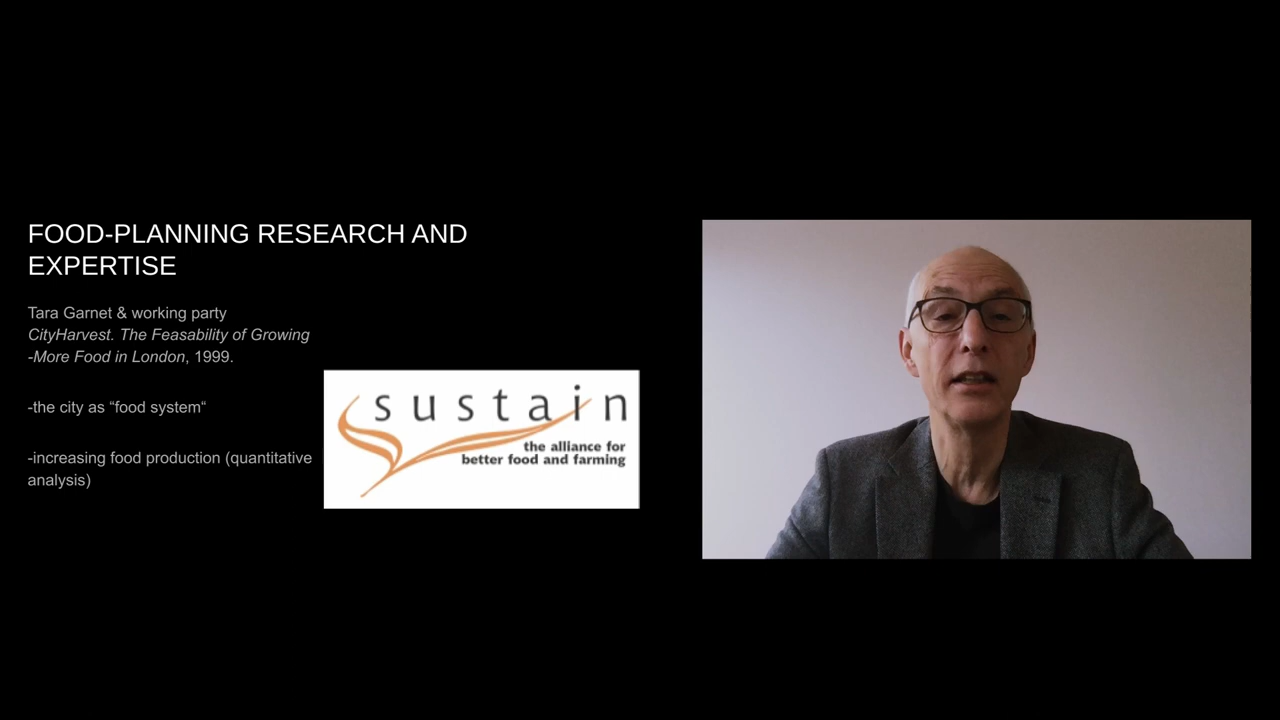 FOOD-PLANNING RESEARCH AND
EXPERTISE
Tara Garnet & working party
CityHarvest. The Feasability of Growing
-More Food in London, 1999.
-the city as “food system“
-increasing food production (quantitative
analysis)
sustain
the alliance for
better food and farming